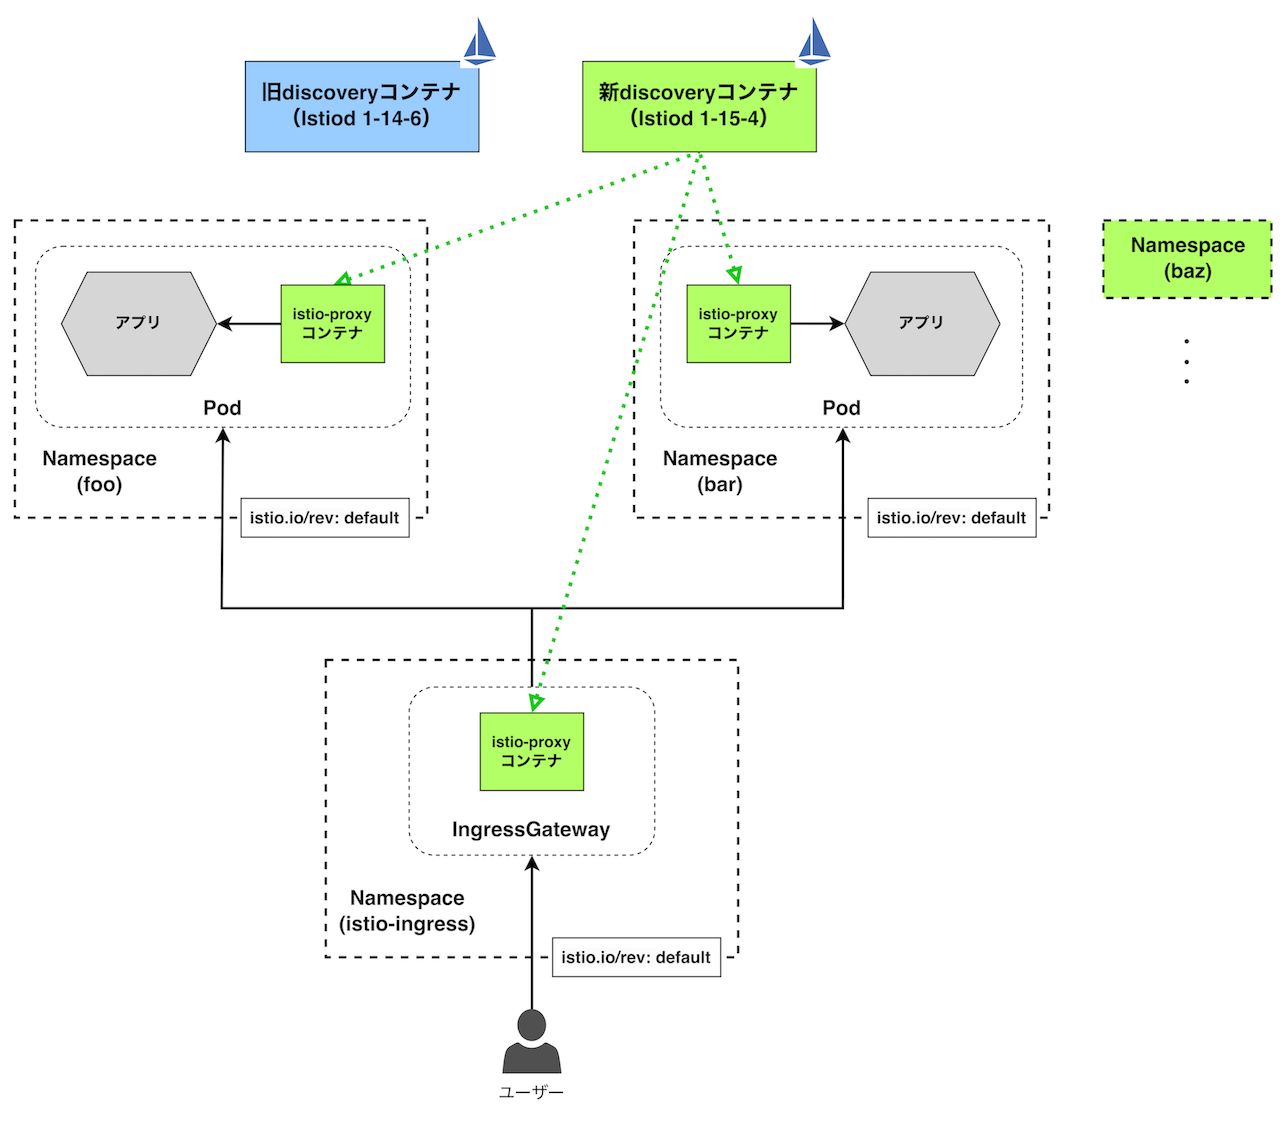 旧discoveryコンテナ
（Istiod 1-14-6）
新discoveryコンテナ
（Istiod 1-15-4）
アプリ
istio-proxy
コンテナ
Pod
Namespace
(foo)
istio.io/rev: default
istio-proxy
コンテナ
アプリ
Pod
Namespace
(bar)
istio.io/rev: default
Namespace
(baz)
istio-proxy
コンテナ
IngressGateway
Namespace
(istio-ingress)
istio.io/rev: default
ユーザー